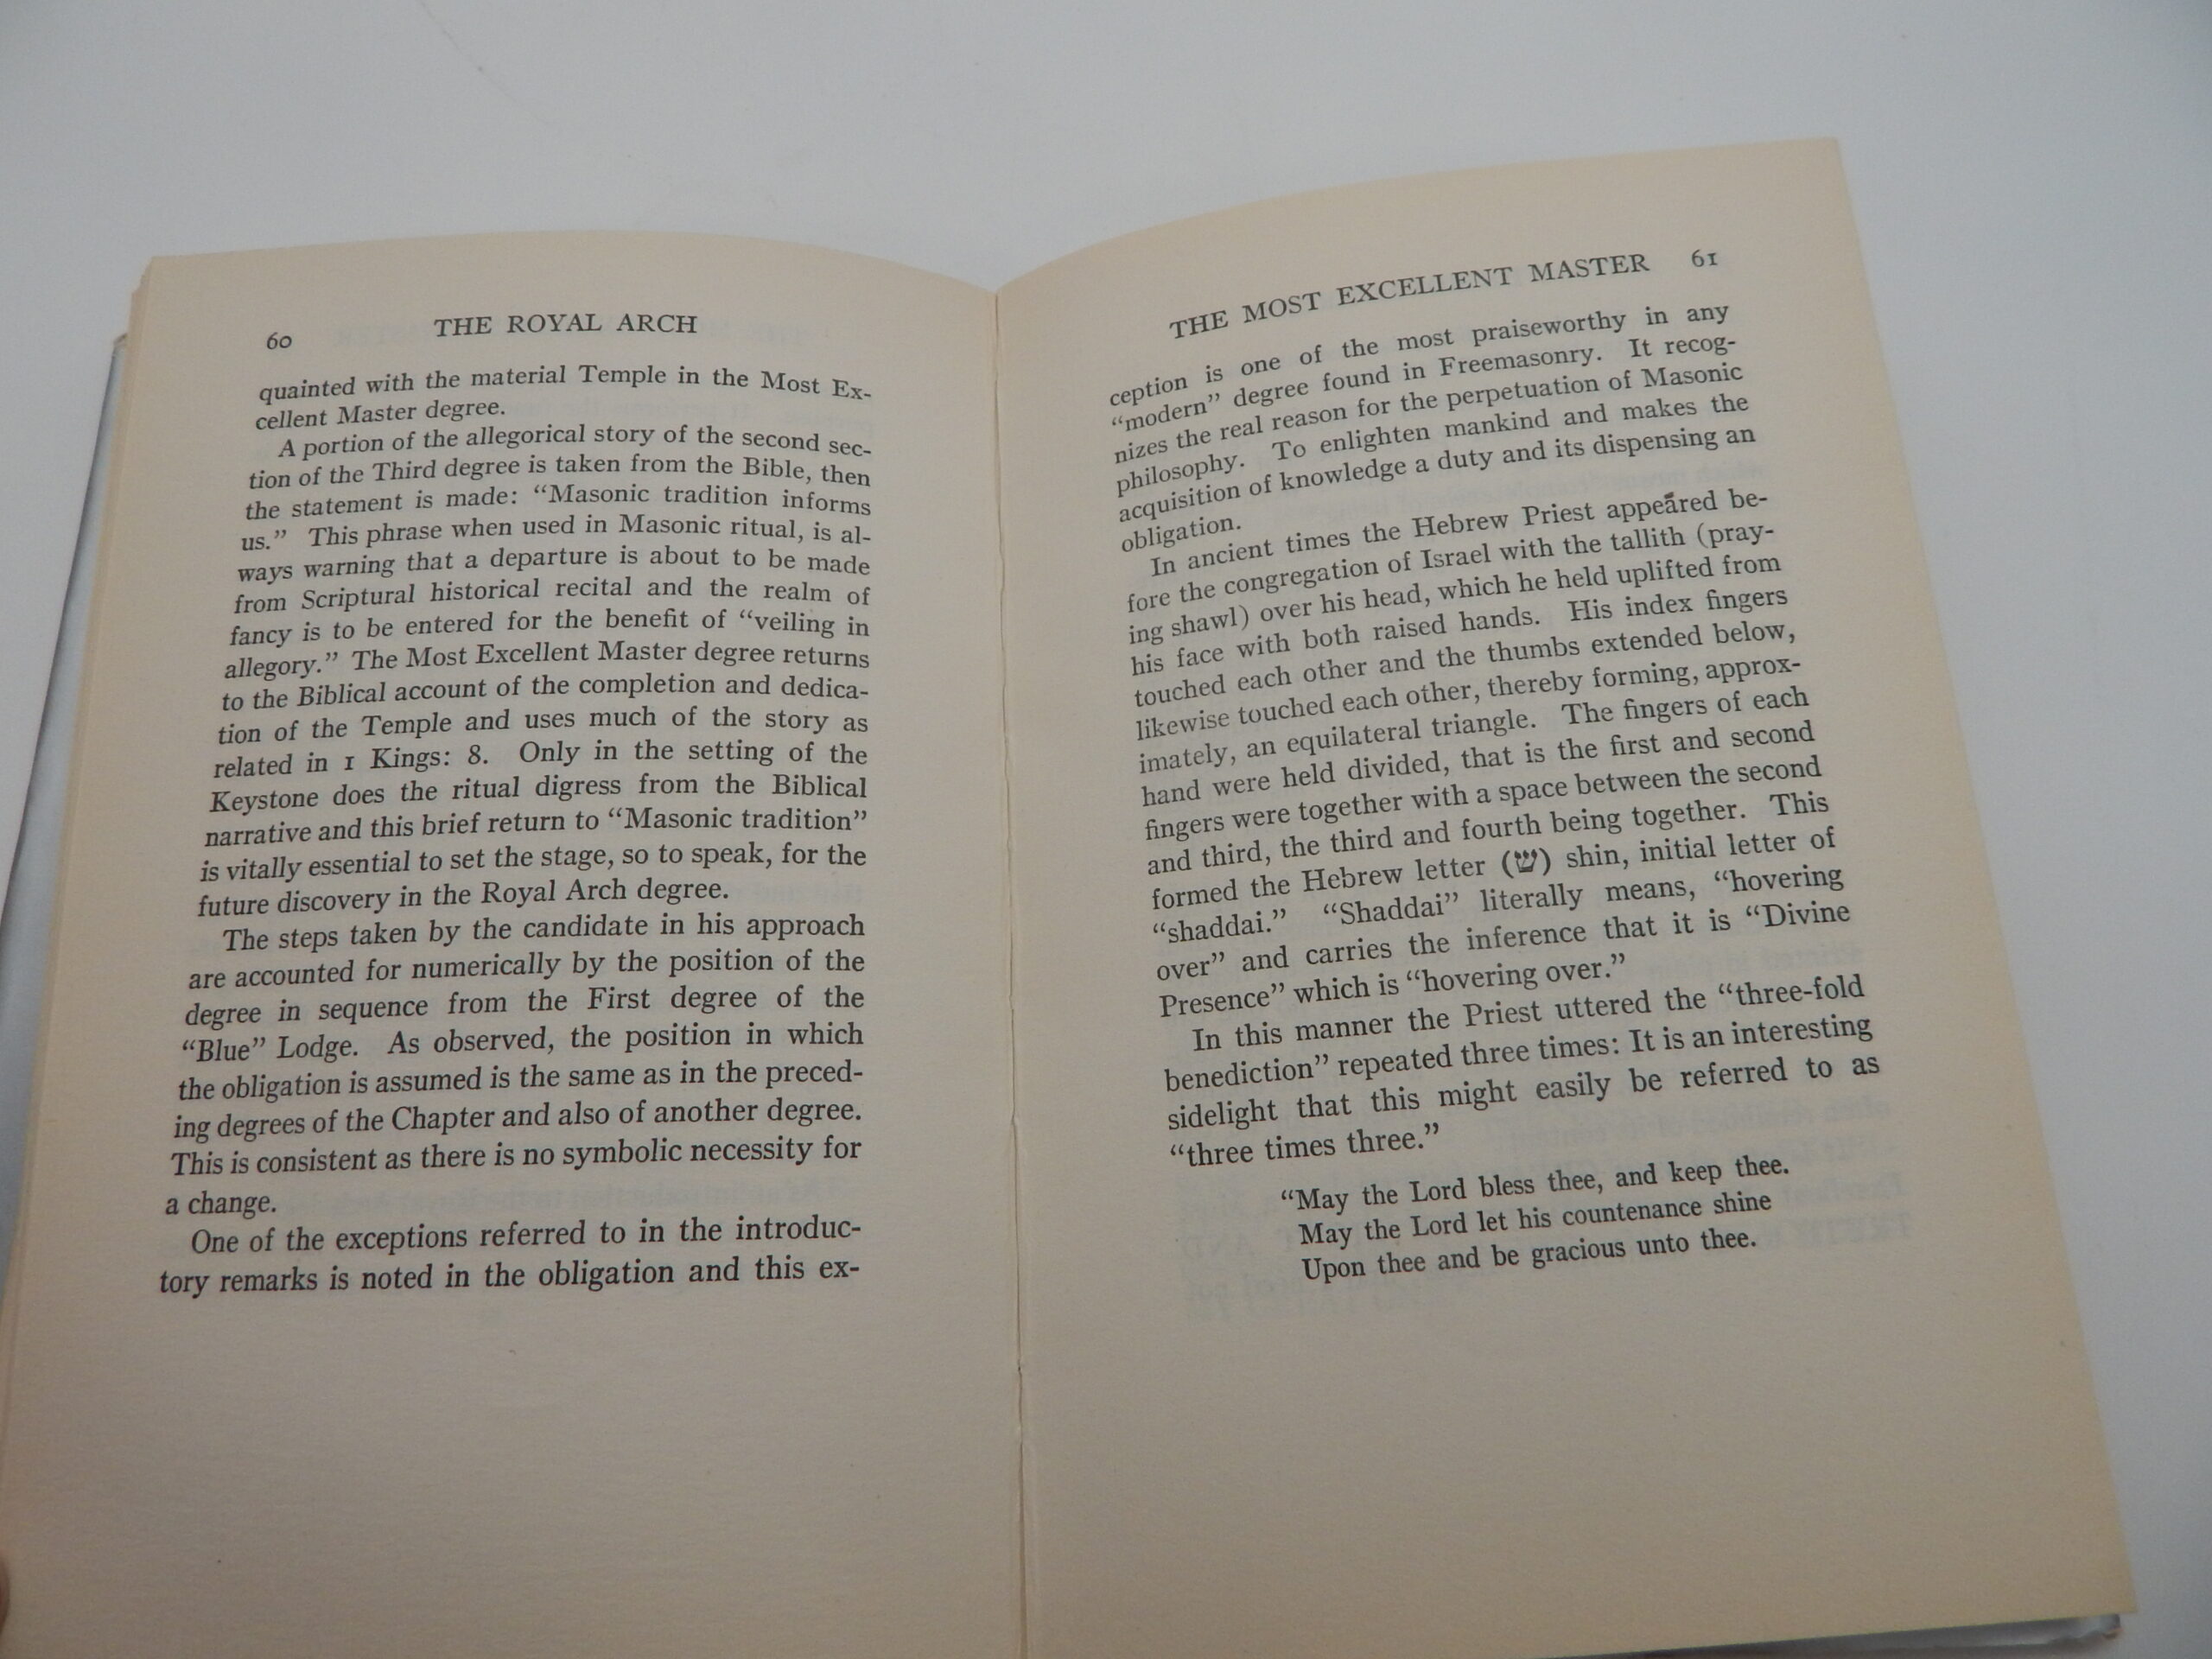 60
THE ROYAL ARCH
quainted with the material Temple in the Most Ex-
cellent Master degree.
A portion of the allegorical story of the second sec-
tion of the Third degree is taken from the Bible, then
the statement is made: “Masonic tradition informs
us.” This phrase when used in Masonic ritual, is al-
ways warning that a departure is about to be made
from Scriptural historical recital and the realm of
fancy is to be entered for the benefit of “veiling in
allegory.” The Most Excellent Master degree returns
to the Biblical account of the completion and dedica-
tion of the Temple and uses much of the story as
related in 1 Kings: 8. Only in the setting of the
Keystone does the ritual digress from the Biblical
narrative and this brief return to “Masonic tradition”
is vitally essential to set the stage, so to speak, for the
future discovery in the Royal Arch degree.
The steps taken by the candidate in his approach
are accounted for numerically by the position of the
degree in sequence from the First degree of the
“Blue” Lodge. As observed, the position in which
the obligation is assumed is the same as in the preced-
ing degrees of the Chapter and also of another degree.
This is consistent as there is no symbolic necessity for
a change.
One of the exceptions referred to in the introduc-
tory remarks is noted in the obligation and this ex-
THE MOST EXCELLENT MASTER 61
ception is one of the most praiseworthy in any
“modern” degree found in Freemasonry. It recog-
nizes the real reason for the perpetuation of Masonic
philosophy. To enlighten mankind and makes the
acquisition of knowledge a duty and its dispensing an
obligation.
In ancient times the Hebrew Priest appeared be-
fore the congregation of Israel with the tallith (pray-
ing shawl) over his head, which he held uplifted from
his face with both raised hands. His index fingers
touched each other and the thumbs extended below,
likewise touched each other, thereby forming, approx-
imately, an equilateral triangle. The fingers of each
hand were held divided, that is the first and second
fingers were together with a space between the second
and third, the third and fourth being together. This
formed the Hebrew letter (שׂ) shin, initial letter of
“shaddai.” “Shaddai” literally means, “hovering
over” and carries the inference that it is “Divine
Presence” which is “hovering over.”
In this manner the Priest uttered the “three-fold
benediction” repeated three times: It is an interesting
sidelight that this might easily be referred to as
“three times three.”
“May the Lord bless thee, and keep thee.
May the Lord let his countenance shine
Upon thee and be gracious unto thee.